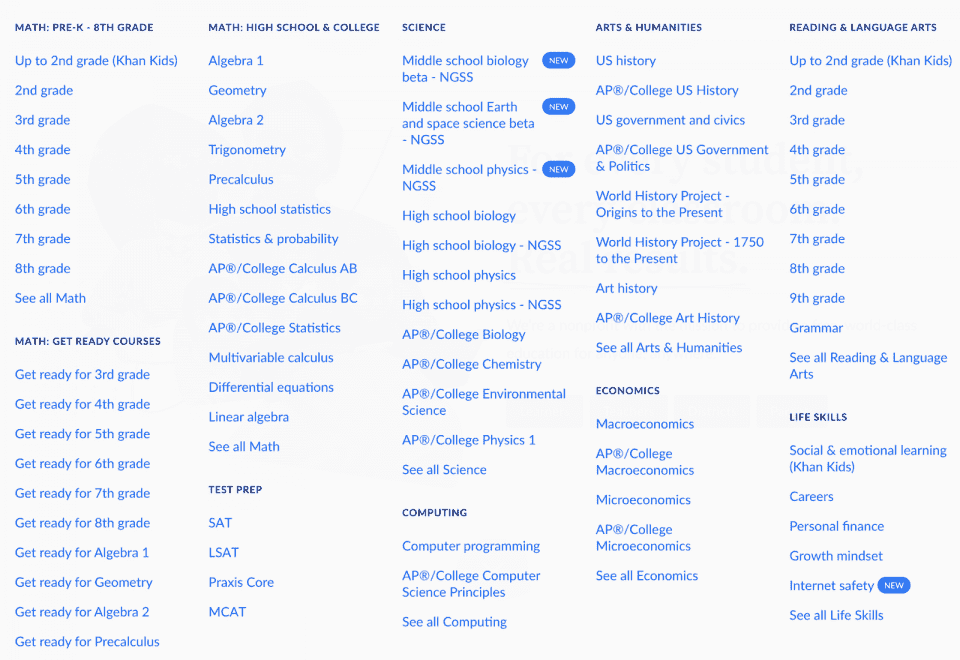 MATH: PRE-K - 8TH GRADE
Up to 2nd grade (Khan Kids)
2nd grade
3rd grade
4th grade
5th grade
6th grade
7th grade
8th grade
See all Math
MATH: GET READY COURSES
Get ready for 3rd grade
Get ready for 4th grade
Get ready for 5th grade
Get ready for 6th grade
Get ready for 7th grade
Get ready for 8th grade
Get ready for Algebra 1
Get ready for Geometry
Get ready for Algebra 2
Get ready for Precalculus
MATH: HIGH SCHOOL & COLLEGE
Algebra 1
Geometry
Algebra 2
Trigonometry
Precalculus
High school statistics
Statistics & probability
AP®/College Calculus AB
AP®/College Calculus BC
AP®/College Statistics
Multivariable calculus
Differential equations
Linear algebra
See all Math
TEST PREP
SAT
LSAT
Praxis Core
MCAT
SCIENCE
Middle school biology NEW
beta - NGSS
Middle school Earth NEW
and space science beta
- NGSS
Middle school physics - NEW
NGSS
High school biology
High school biology - NGSS
High school physics
High school physics - NGSS
AP®/College Biology
AP®/College Chemistry
AP®/College Environmental
Science
AP®/College Physics 1
See all Science
COMPUTING
Computer programming
AP®/College Computer
Science Principles
See all Computing
ARTS & HUMANITIES
US history
AP®/College US History
US government and civics
AP®/College US Government
& Politics
World History Project -
Origins to the Present
World History Project - 1750
to the Present
Art history
AP®/College Art History
See all Arts & Humanities
ECONOMICS
Macroeconomics
AP®/College
Macroeconomics
Microeconomics
AP®/College
Microeconomics
See all Economics
READING & LANGUAGE ARTS
Up to 2nd grade (Khan Kids)
2nd grade
3rd grade
4th grade
5th grade
6th grade
7th grade
8th grade
9th grade
Grammar
See all Reading & Language
Arts
LIFE SKILLS
Social & emotional learning
(Khan Kids)
Careers
Personal finance
Growth mindset
Internet safety NEW
See all Life Skills